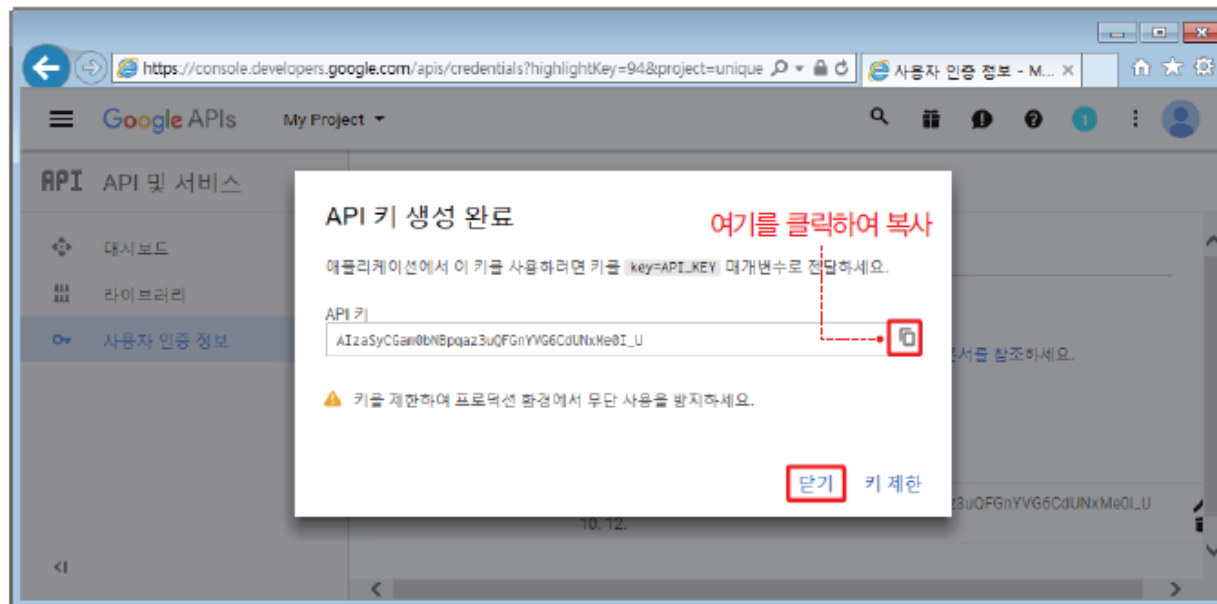 https://console.developers.google.com/apis/credentials?highlightKey=94&project=unique
사용자 인증 정보 - M...
Google APIs
My Project
1
API
API 및 서비스
대시보드
라이브러리
사용자 인증 정보
API 키 생성 완료
여기를 클릭하여 복사
애플리케이션에서 이 키를 사용하려면 키를 key=API_KEY 매개변수로 전달하세요.
API 키
AIzaSyCGam0bNBpqaz3uQFGnYVG6CdUNxMe0I_U
키를 제한하여 프로덕션 환경에서 무단 사용을 방지하세요.
닫기
키 제한
문서를 참조하세요.
z3uQFGnYVG6CdUNxMe0I_U
10. 12.